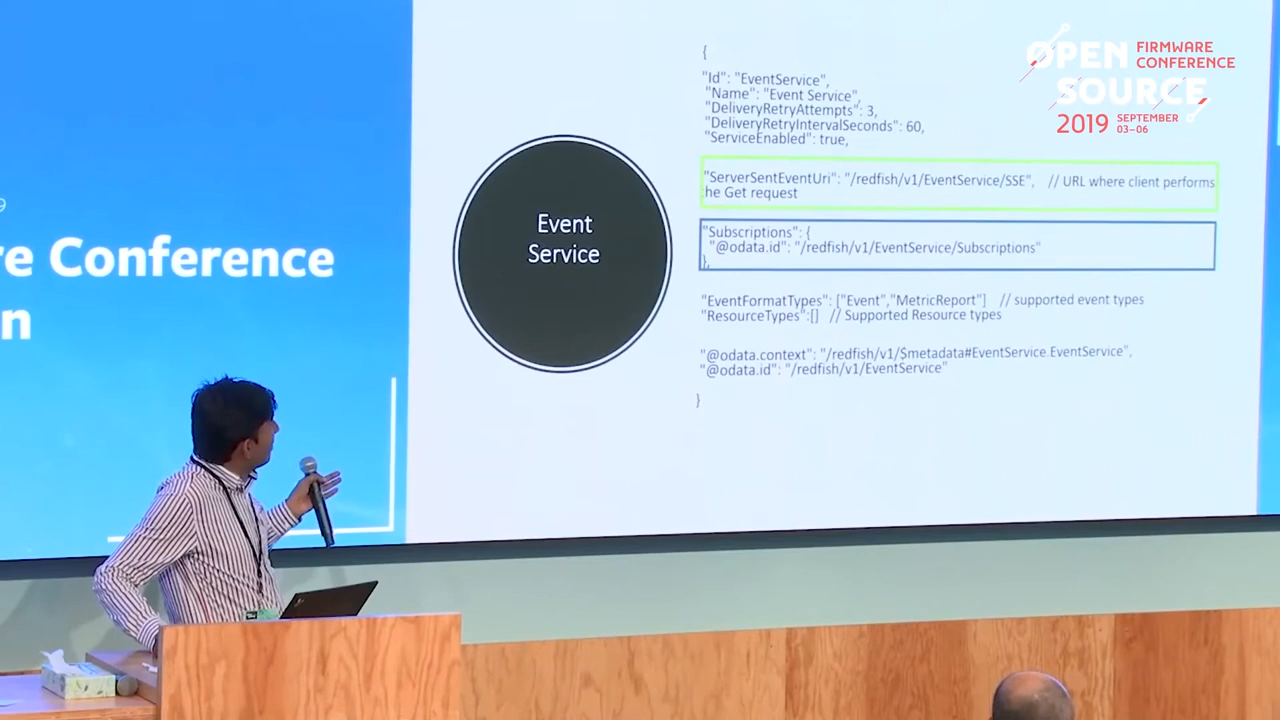 9
re Conference
n
Event
Service
{
"Id": "EventService",
"Name": "Event Service",
"DeliveryRetryAttempts": 3,
"DeliveryRetryIntervalSeconds": 60,
"ServiceEnabled": true,
"ServerSentEventUri": "/redfish/v1/EventService/SSE", // URL where client performs
he Get request
"Subscriptions": {
"@odata.id": "/redfish/v1/EventService/Subscriptions"
},
"EventFormatTypes": ["Event","MetricReport"] // supported event types
"ResourceTypes":[] // Supported Resource types
"@odata.context": "/redfish/v1/$metadata#EventService.EventService",
"@odata.id": "/redfish/v1/EventService"
}
OPEN
SOURCE
FIRMWARE
CONFERENCE
2019
SEPTEMBER
03–06